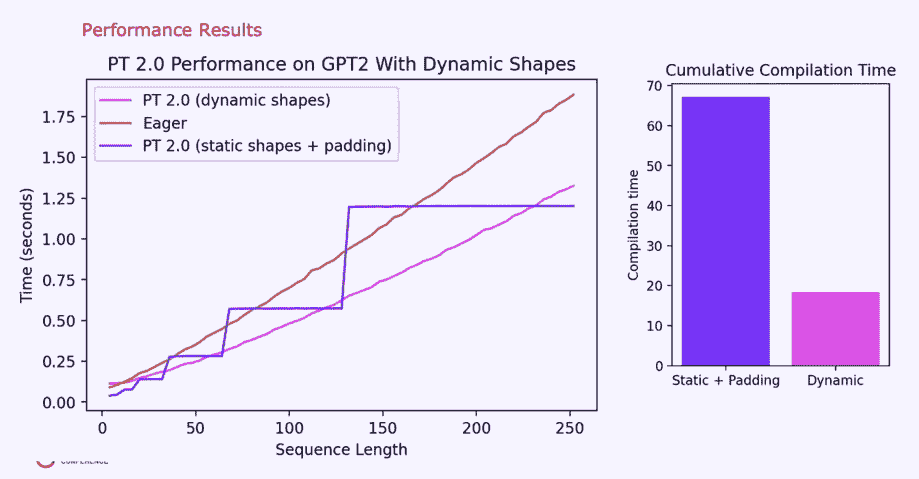 Performance Results
PT 2.0 Performance on GPT2 With Dynamic Shapes
PT 2.0 (dynamic shapes)
Eager
PT 2.0 (static shapes + padding)
1.75
1.50
1.25
1.00
0.75
0.50
0.25
0.00
Time (seconds)
0 50 100 150 200 250
Sequence Length
Cumulative Compilation Time
70
60
50
40
30
20
10
0
Compilation time
Static + Padding Dynamic